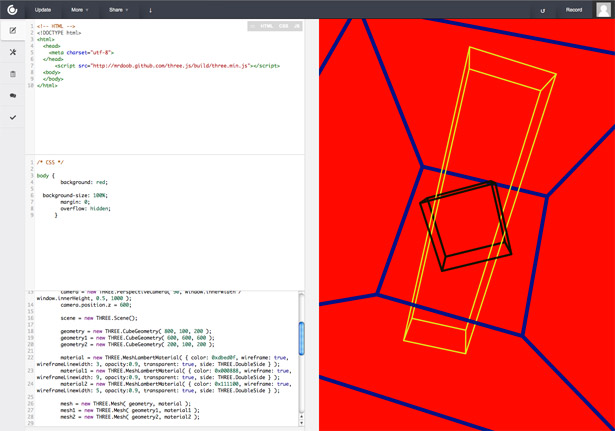 Update
More
Share
Record
HTML CSS JS
1 <!-- HTML -->
2 <!DOCTYPE html>
3 <html>
4 <head>
5 <meta charset="utf-8">
6 </head>
7 <script src="http://mrdoob.github.com/three.js/build/three.min.js"></script>
8 <body>
9 </body>
10 </html>
1 /* CSS */
2
3 body {
4 background: red;
5
6 background-size: 100%;
7 margin: 0;
8 overflow: hidden;
9 }
13 camera = new THREE.PerspectiveCamera( 90, window.innerWidth /
window.innerHeight, 0.5, 1000 );
14 camera.position.z = 600;
15
16 scene = new THREE.Scene();
17
18 geometry = new THREE.CubeGeometry( 800, 100, 200 );
19 geometry1 = new THREE.CubeGeometry( 600, 600, 600 );
20 geometry2 = new THREE.CubeGeometry( 200, 100, 200 );
21
22 material = new THREE.MeshLambertMaterial( { color: 0xdbed0f, wireframe: true,
wireframeLinewidth: 3, opacity:0.9, transparent: true, side: THREE.DoubleSide } );
23 material1 = new THREE.MeshLambertMaterial( { color: 0x000888, wireframe: true,
wireframeLinewidth: 9, opacity:0.9, transparent: true, side: THREE.DoubleSide } );
24 material2 = new THREE.MeshLambertMaterial( { color: 0x111100, wireframe: true,
wireframeLinewidth: 5, opacity:0.9, transparent: true, side: THREE.DoubleSide } );
25
26 mesh = new THREE.Mesh( geometry, material );
27 mesh1 = new THREE.Mesh( geometry1, material1 );
28 mesh2 = new THREE.Mesh( geometry2, material2 );
29